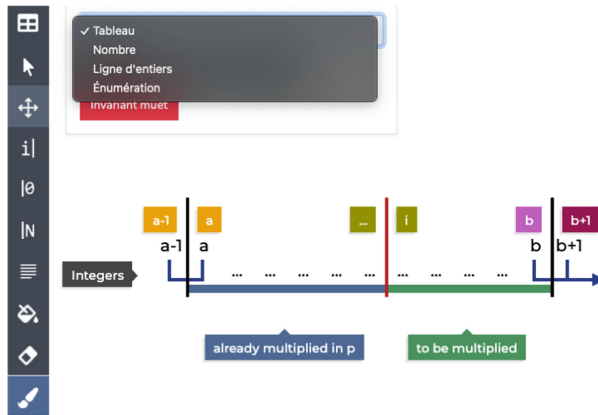 ✓ Tableau
Nombre
Ligne d'entiers
Énumération
Invariant muet
i|
|0
|N
a-1 a ... i b b+1
a-1 a b b+1
Integers
... ... ... ... ... ... ... ... ...
already multiplied in p to be multiplied